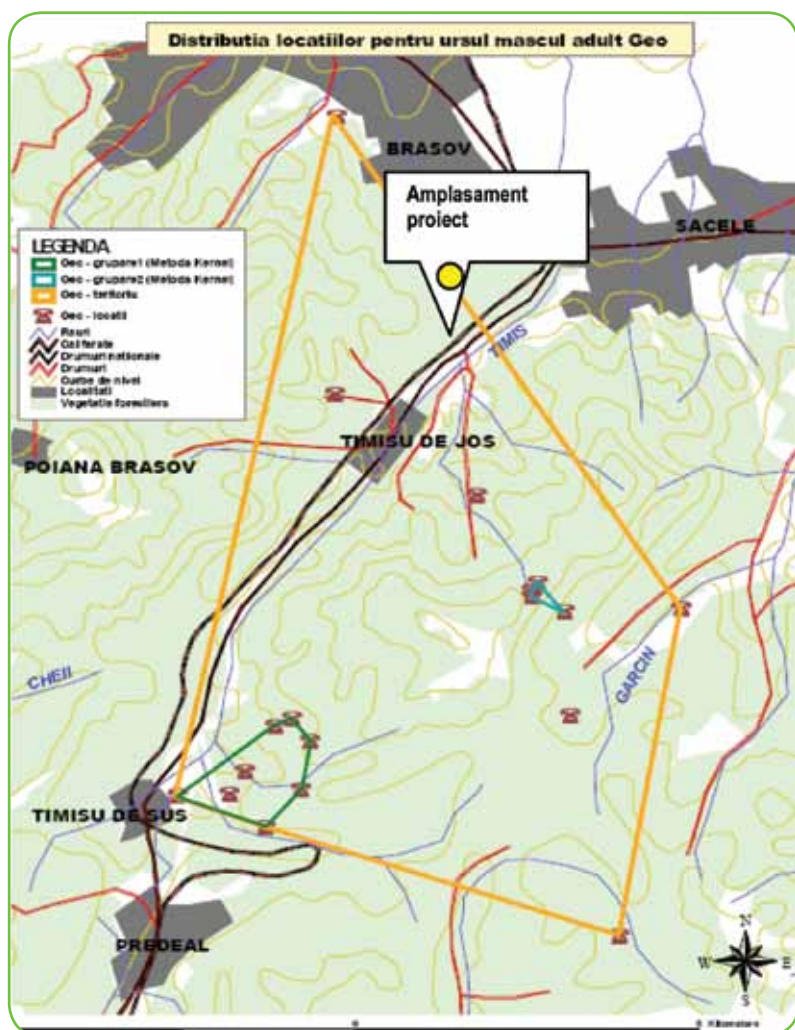 Distributia locatiilor pentru ursul mascul adult Geo
BRASOV
Amplasament
proiect
SACELE
LEGENDA
Geo - grupare1 (Metoda Kernel)
Geo - grupare2 (Metoda Kernel)
Geo - teritoriu
Geo - locatii
Rauri
Cai ferate
Drumuri nationale
Drumuri
Curbe de nivel
Localitati
Vegetatie forestiera
TIMIS
TIMISU DE JOS
POIANA BRASOV
GARCIN
CHEII
TIMISU DE SUS
PREDEAL
N
W E
S
Kilometers